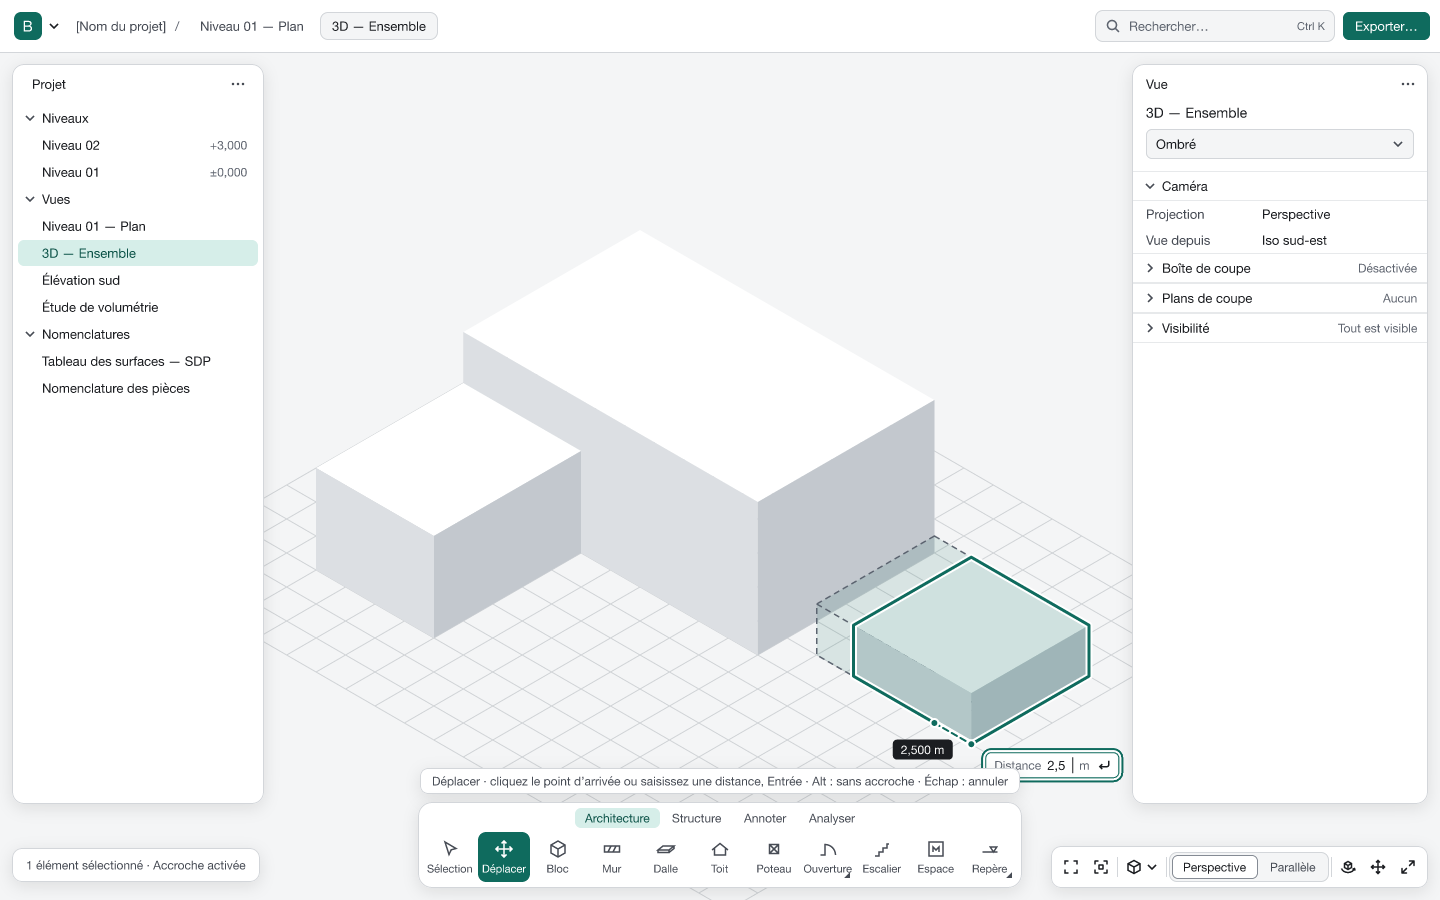 B
[Nom du projet] /
Niveau 01 — Plan
3D — Ensemble
Rechercher…
Ctrl K
Exporter…
Projet
Niveaux
Niveau 02 +3,000
Niveau 01 ±0,000
Vues
Niveau 01 — Plan
3D — Ensemble
Élévation sud
Étude de volumétrie
Nomenclatures
Tableau des surfaces — SDP
Nomenclature des pièces
Vue
3D — Ensemble
Ombré
Caméra
Projection Perspective
Vue depuis Iso sud-est
Boîte de coupe Désactivée
Plans de coupe Aucun
Visibilité Tout est visible
2,500 m
Distance 2,5 m
Déplacer · cliquez le point d’arrivée ou saisissez une distance, Entrée · Alt : sans accroche · Échap : annuler
Architecture Structure Annoter Analyser
Sélection Déplacer Bloc Mur Dalle Toit Poteau Ouverture Escalier Espace Repère
1 élément sélectionné · Accroche activée
Perspective Parallèle